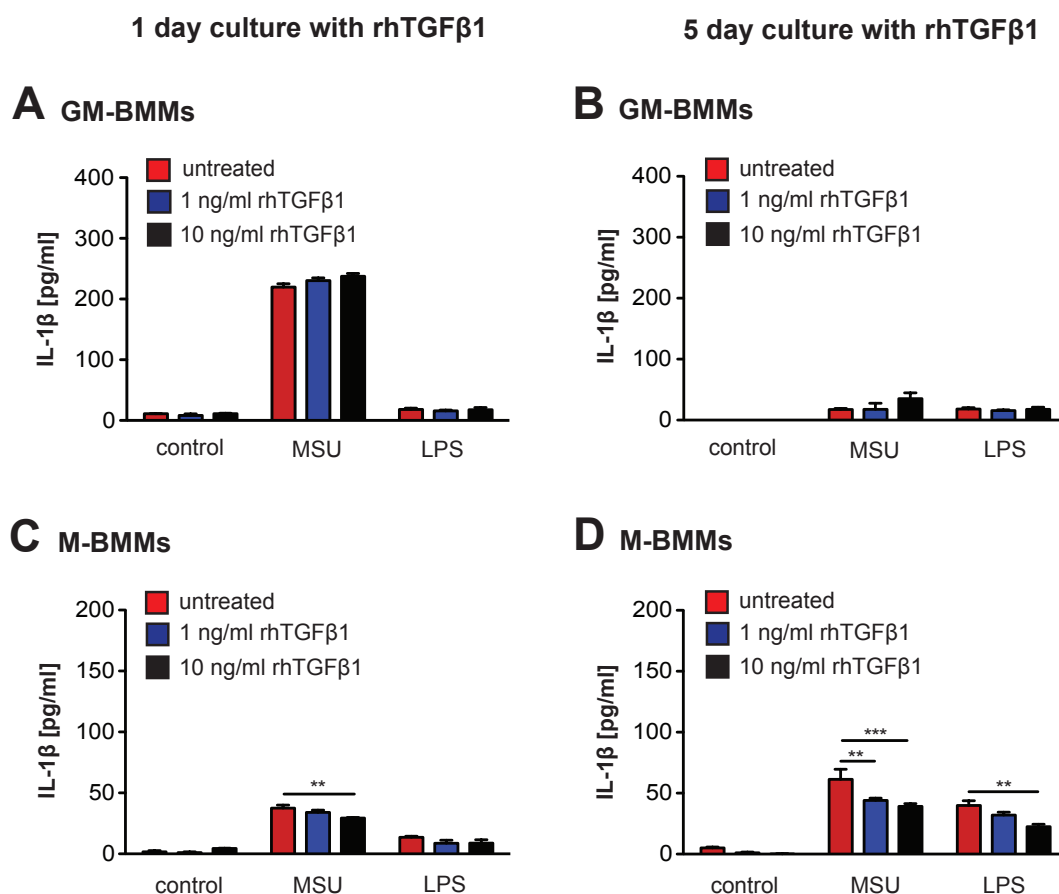 1 day culture with rhTGFβ1
5 day culture with rhTGFβ1
A GM-BMMs
untreated
1 ng/ml rhTGFβ1
10 ng/ml rhTGFβ1
IL-1β [pg/ml]
400
300
200
100
0
control MSU LPS
B GM-BMMs
untreated
1 ng/ml rhTGFβ1
10 ng/ml rhTGFβ1
IL-1β [pg/ml]
400
300
200
100
0
control MSU LPS
C M-BMMs
untreated
1 ng/ml rhTGFβ1
10 ng/ml rhTGFβ1
IL-1β [pg/ml]
200
150
100
50
0
**
control MSU LPS
D M-BMMs
untreated
1 ng/ml rhTGFβ1
10 ng/ml rhTGFβ1
IL-1β [pg/ml]
200
150
100
50
0
***
**
**
control MSU LPS